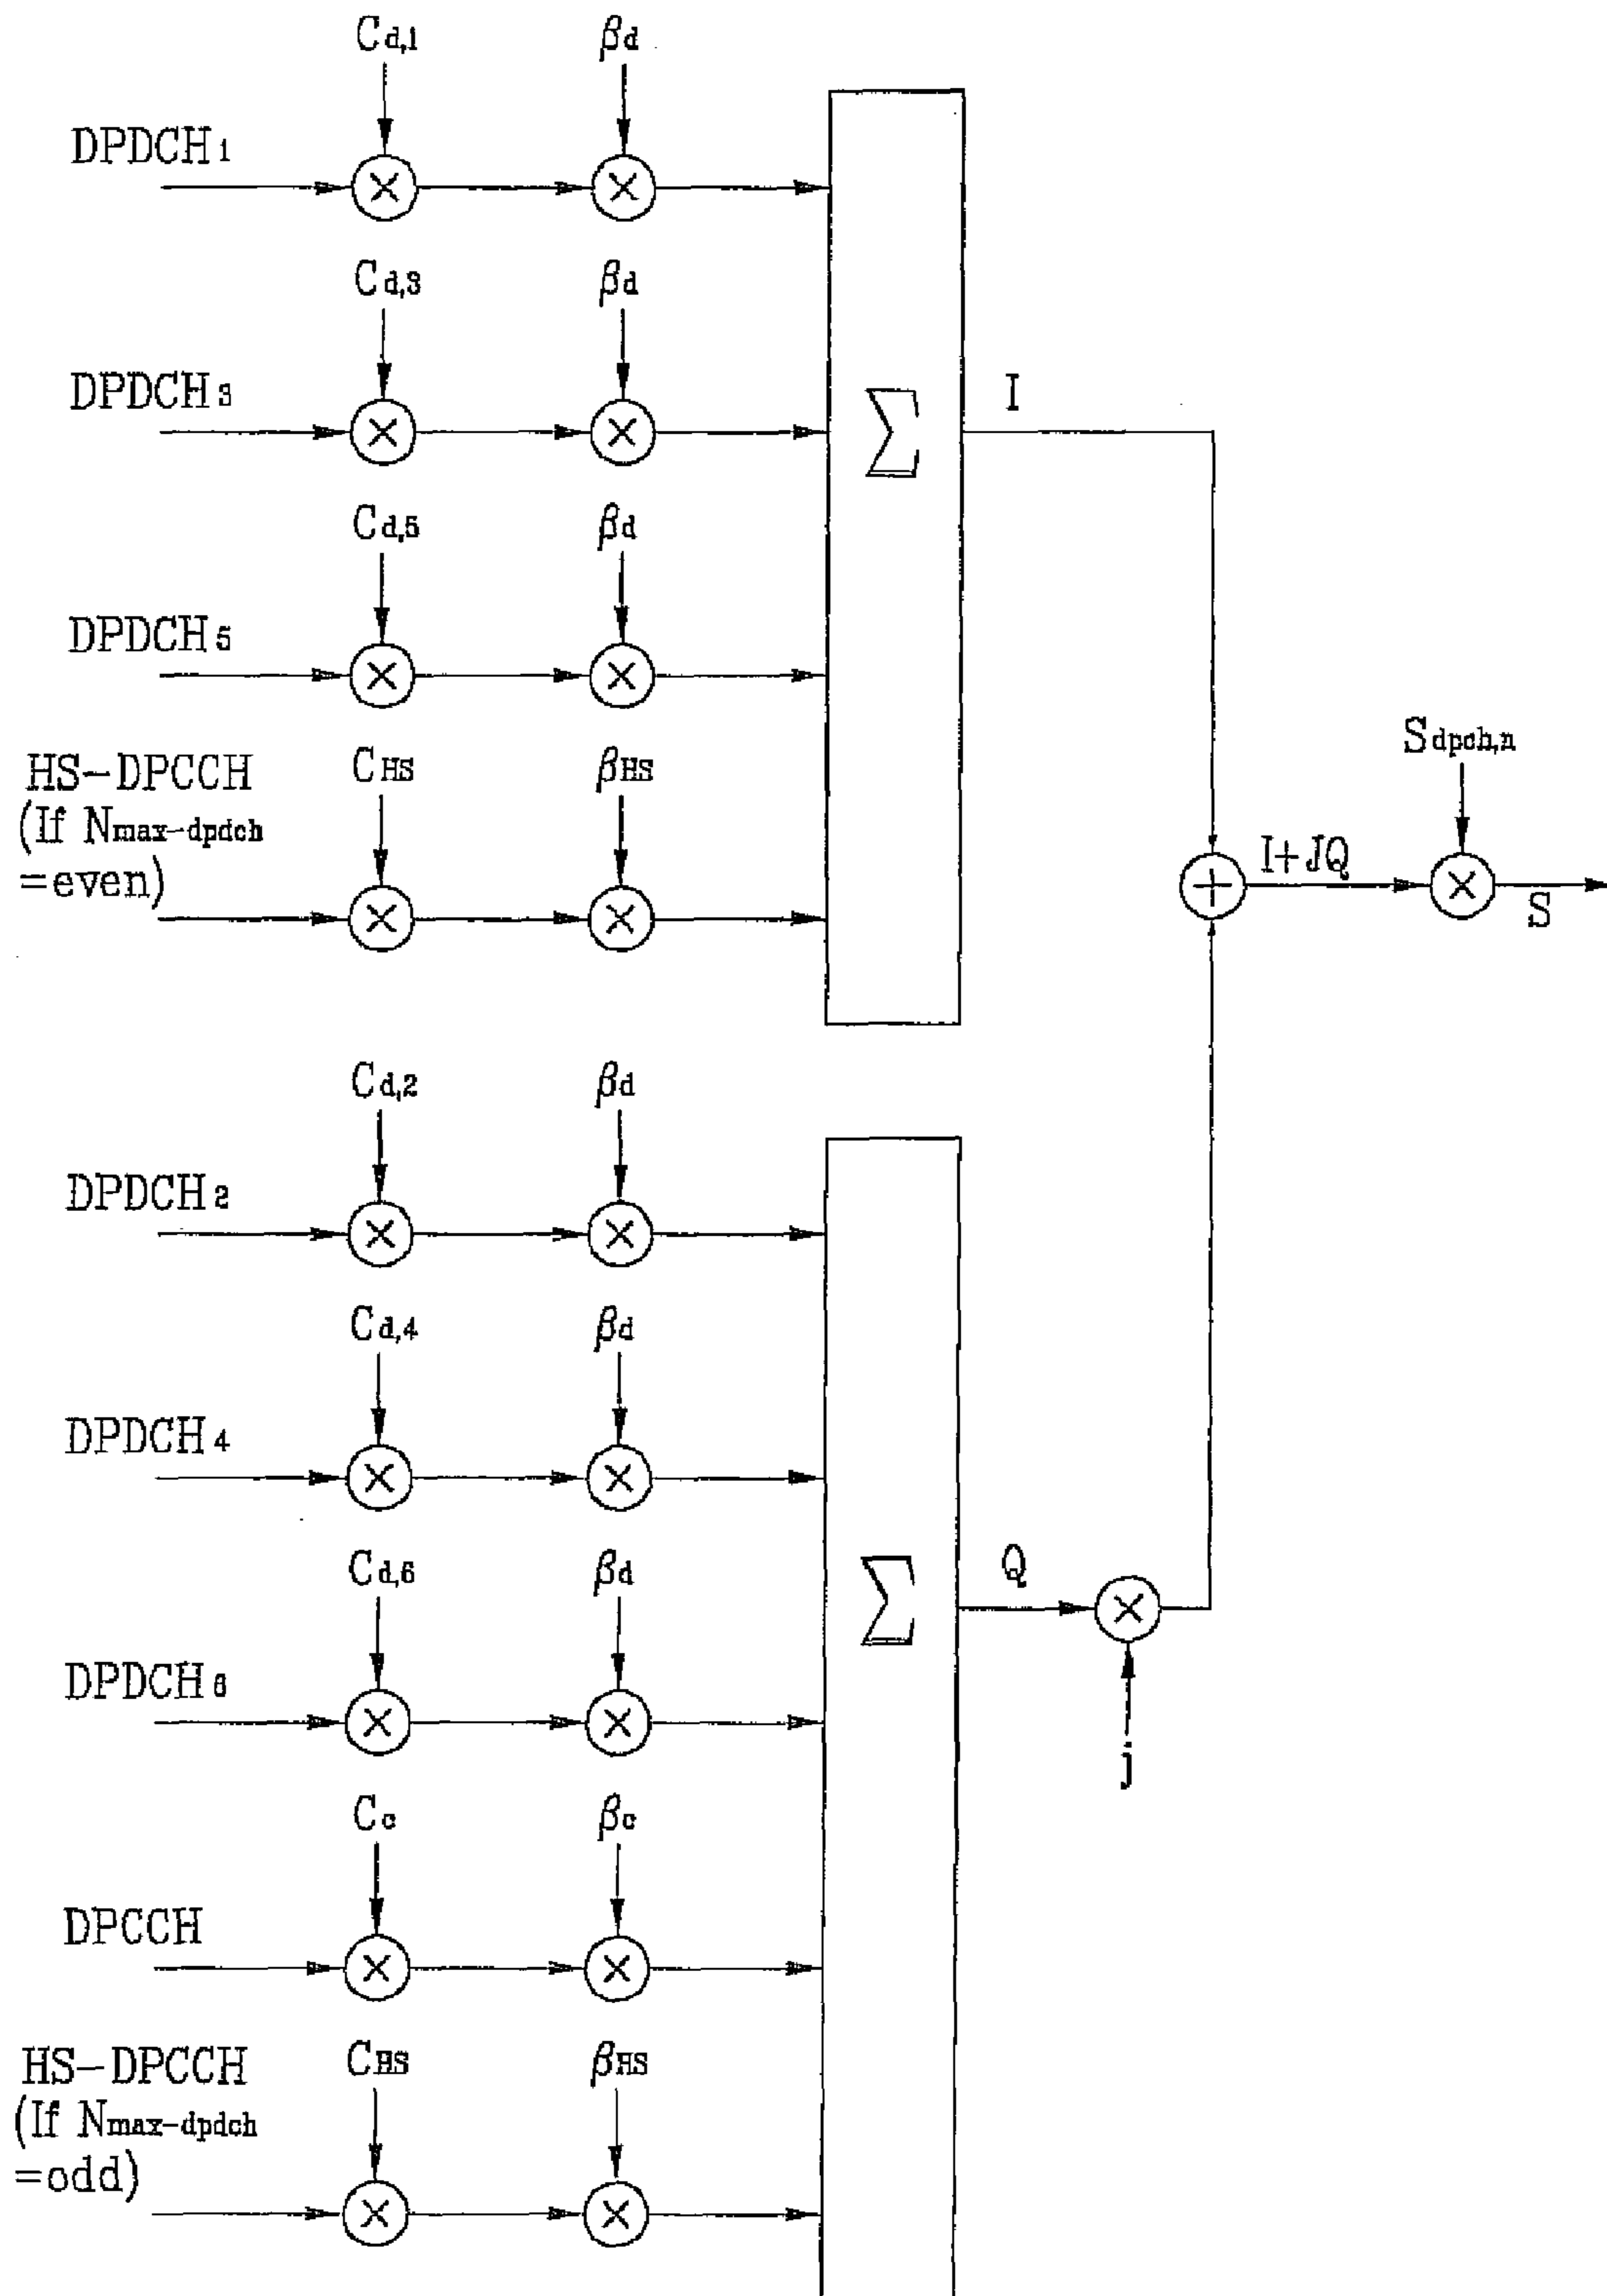 Cd,1 βd
DPDCH1
Cd,3 βd
DPDCH3
Σ
I
Cd,5 βd
DPDCH5
HS-DPCCH
(If Nmax-dpdch
=even)
CHS βHS
Sdpch,n
I+JQ
S
Cd,2 βd
DPDCH2
Cd,4 βd
DPDCH4
Cd,6 βd
Σ
Q
DPDCH6
j
Cc βc
DPCCH
HS-DPCCH
(If Nmax-dpdch
=odd)
CHS βHS